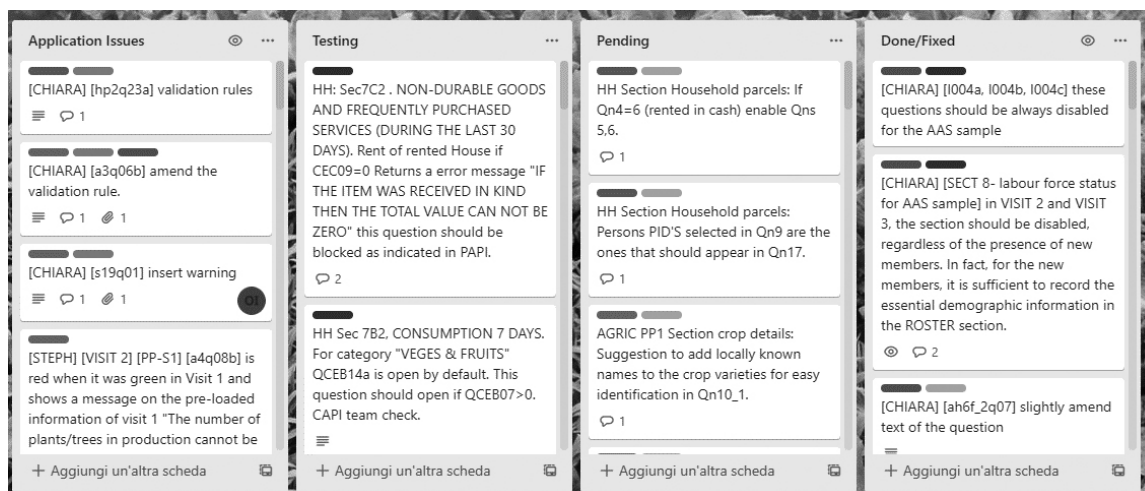 Application Issues
[CHIARA] [hp2q23a] validation rules
1
[CHIARA] [a3q06b] amend the
validation rule.
1 1
[CHIARA] [s19q01] insert warning
1 1
OI
[STEPH] [VISIT 2] [PP-S1] [a4q08b] is
red when it was green in Visit 1 and
shows a message on the pre-loaded
information of visit 1 "The number of
plants/trees in production cannot be
+ Aggiungi un'altra scheda
Testing
HH: Sec7C2 . NON-DURABLE GOODS
AND FREQUENTLY PURCHASED
SERVICES (DURING THE LAST 30
DAYS). Rent of rented House if
CEC09=0 Returns a error message "IF
THE ITEM WAS RECEIVED IN KIND
THEN THE TOTAL VALUE CAN NOT BE
ZERO" this question should be
blocked as indicated in PAPI.
2
HH Sec 7B2, CONSUMPTION 7 DAYS.
For category "VEGES & FRUITS"
QCEB14a is open by default. This
question should open if QCEB07>0.
CAPI team check.
+ Aggiungi un'altra scheda
Pending
HH Section Household parcels: If
Qn4=6 (rented in cash) enable Qns
5,6.
1
HH Section Household parcels:
Persons PID'S selected in Qn9 are the
ones that should appear in Qn17.
1
AGRIC PP1 Section crop details:
Suggestion to add locally known
names to the crop varieties for easy
identification in Qn10_1.
1
+ Aggiungi un'altra scheda
Done/Fixed
[CHIARA] [l004a, l004b, l004c] these
questions should be always disabled
for the AAS sample
[CHIARA] [SECT 8- labour force status
for AAS sample] in VISIT 2 and VISIT
3, the section should be disabled,
regardless of the presence of new
members. In fact, for the new
members, it is sufficient to record the
essential demographic information in
the ROSTER section.
2
[CHIARA] [ah6f_2q07] slightly amend
text of the question
+ Aggiungi un'altra scheda